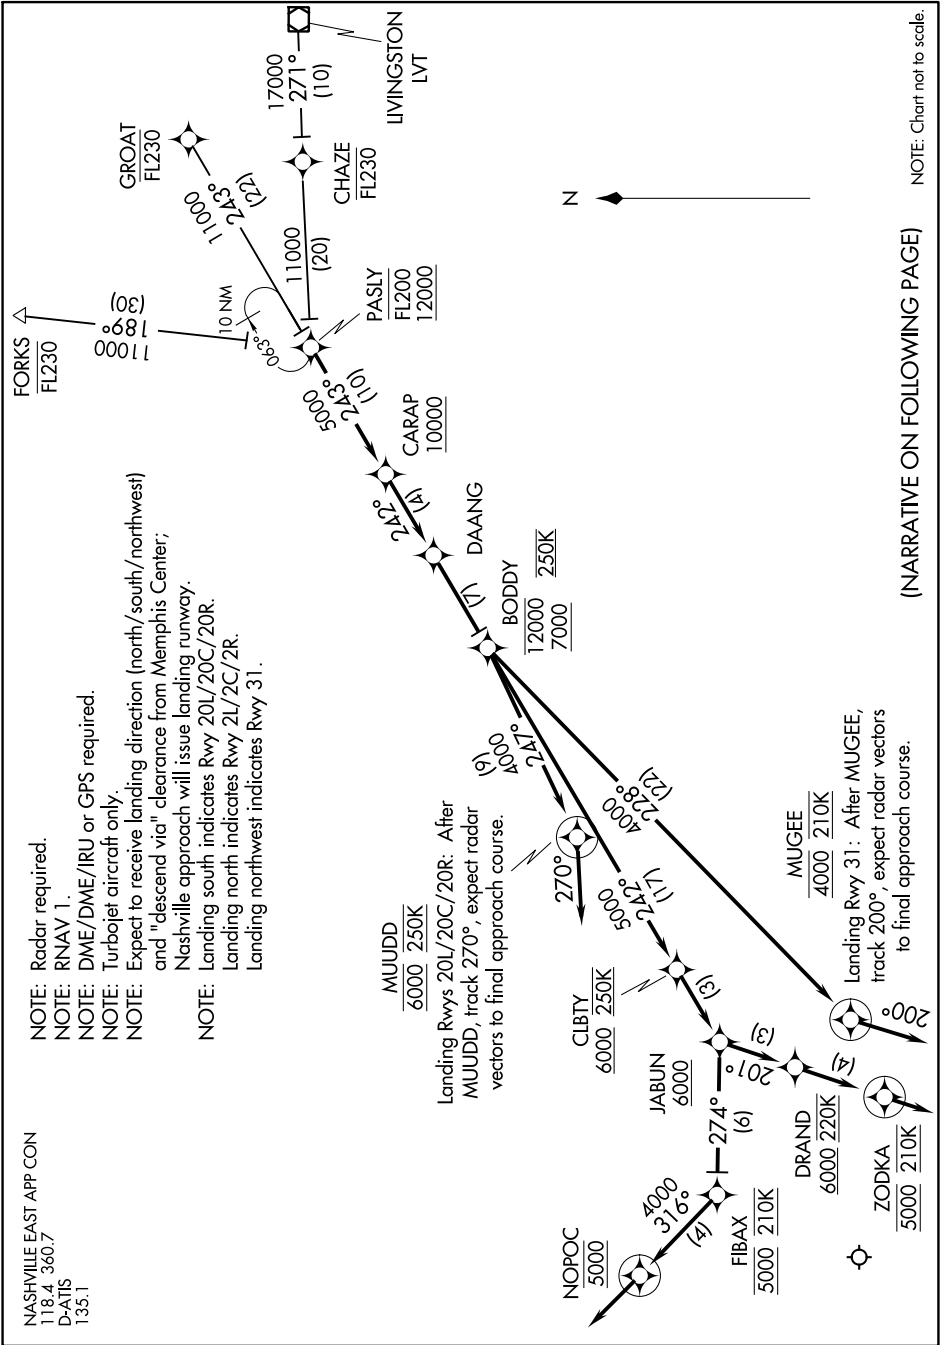 NASHVILLE EAST APP CON
118.4 360.7
D-ATIS
135.1
NOTE: Radar required.
NOTE: RNAV 1.
NOTE: DME/DME/IRU or GPS required.
NOTE: Turbojet aircraft only.
NOTE: Expect to receive landing direction (north/south/northwest)
and "descend via" clearance from Memphis Center;
Nashville approach will issue landing runway.
NOTE: Landing south indicates Rwy 20L/20C/20R.
Landing north indicates Rwy 2L/2C/2R.
Landing northwest indicates Rwy 31.
FORKS
FL230
11000
189°
(30)
GROAT
FL230
11000
243°
(22)
LIVINGSTON
LVT
17000
271°
(10)
CHAZE
FL230
11000
(20)
10 NM
063°
PASLY
FL200
12000
5000
243°
(10)
CARAP
10000
242°
(4)
DAANG
(7)
BODDY
12000 250K
7000
(9)
4000
247°
MUUDD
6000 250K
Landing Rwys 20L/20C/20R: After
MUUDD, track 270°, expect radar
vectors to final approach course.
270°
5000
242°
(17)
4000
228°
(22)
CLBTY
6000 250K
(3)
JABUN
6000
274°
(6)
201°
(3)
DRAND
6000 220K
(4)
ZODKA
5000 210K
FIBAX
5000 210K
4000
316°
(4)
NOPOC
5000
MUGEE
4000 210K
Landing Rwy 31: After MUGEE,
track 200°, expect radar vectors
to final approach course.
200°
N
(NARRATIVE ON FOLLOWING PAGE)
NOTE: Chart not to scale.